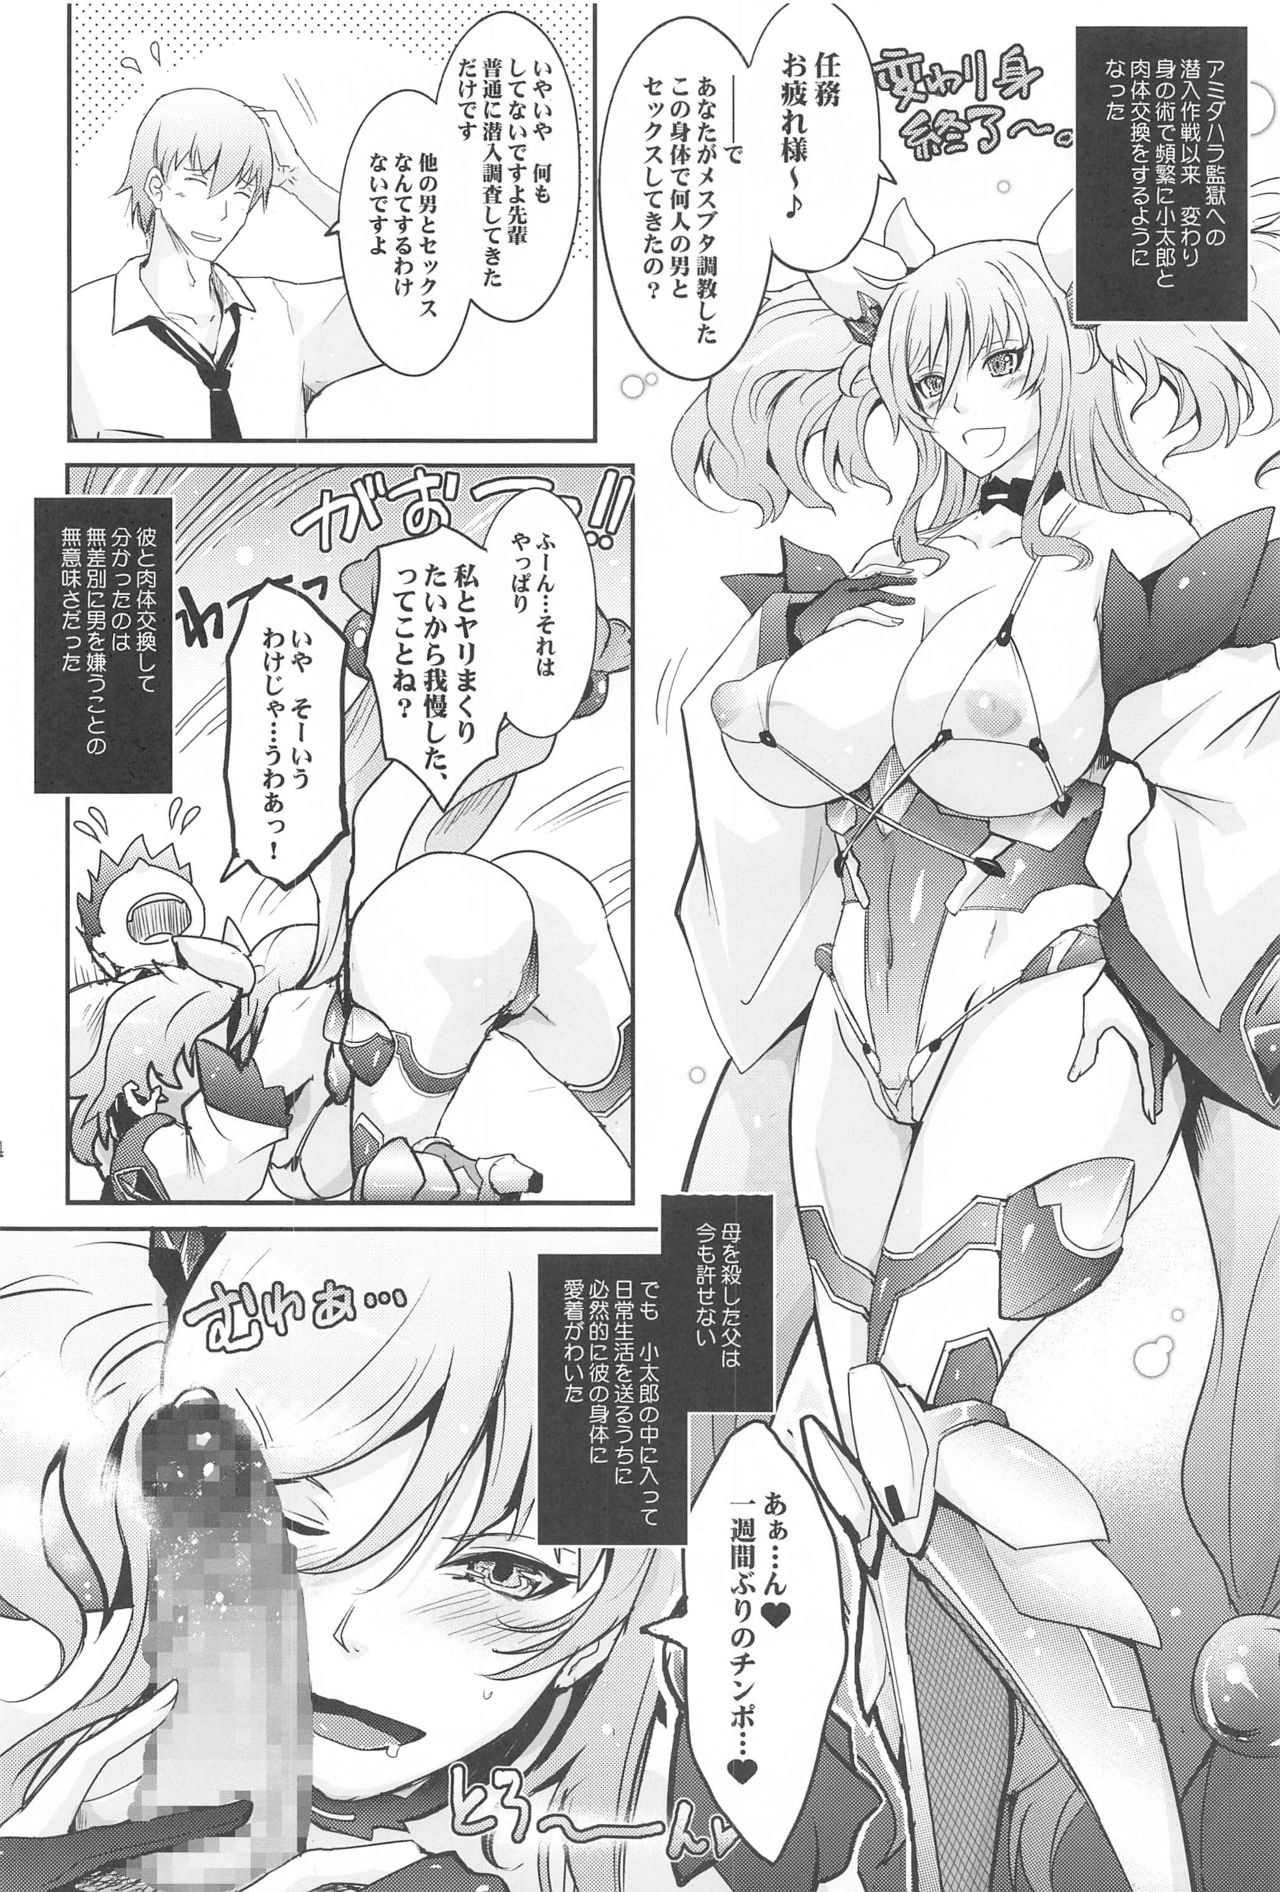 アミダハラ監獄への
潜入作戦以来　変わり
身の術で頻繁に小太郎と
肉体交換をするように
なった
変わり身
終了～。
任務
お疲れ様～♪
――で
あなたがメスブタ調教した
この身体で何人の男と
セックスしてきたの？
いやいや　何も
してないですよ先輩
普通に潜入調査してきた
だけです
他の男とセックス
なんてするわけ
ないですよ
がおーっ!!
ふーん…それは
やっぱり
私とヤリまくり
たいから我慢した、
ってことね？
わーっ
いや　そーいう
わけじゃ…うわあっ！
彼と肉体交換して
分かったのは
無差別に男を嫌うことの
無意味さだった
母を殺した父は
今も許せない
でも　小太郎の中に入って
日常生活を送るうちに
必然的に彼の身体に
愛着がわいた
むわぁ…
あぁ…ん♥
一週間ぶりのチンポ…♥
とろ～～ん♡
4